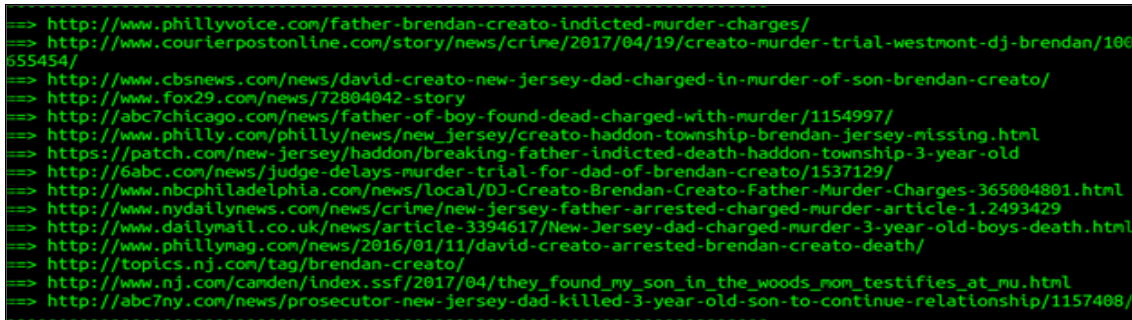 ==> http://www.phillyvoice.com/father-brendan-creato-indicted-murder-charges/
==> http://www.courierpostonline.com/story/news/crime/2017/04/19/creato-murder-trial-westmont-dj-brendan/100
655454/
==> http://www.cbsnews.com/news/david-creato-new-jersey-dad-charged-in-murder-of-son-brendan-creato/
==> http://www.fox29.com/news/72804042-story
==> http://abc7chicago.com/news/father-of-boy-found-dead-charged-with-murder/1154997/
==> http://www.philly.com/philly/news/new_jersey/creato-haddon-township-brendan-jersey-missing.html
==> https://patch.com/new-jersey/haddon/breaking-father-indicted-death-haddon-township-3-year-old
==> http://6abc.com/news/judge-delays-murder-trial-for-dad-of-brendan-creato/1537129/
==> http://www.nbcphiladelphia.com/news/local/DJ-Creato-Brendan-Creato-Father-Murder-Charges-365004801.html
==> http://www.nydailynews.com/news/crime/new-jersey-father-arrested-charged-murder-article-1.2493429
==> http://www.dailymail.co.uk/news/article-3394617/New-Jersey-dad-charged-murder-3-year-old-boys-death.html
==> http://www.phillymag.com/news/2016/01/11/david-creato-arrested-brendan-creato-death/
==> http://topics.nj.com/tag/brendan-creato/
==> http://www.nj.com/camden/index.ssf/2017/04/they_found_my_son_in_the_woods_mom_testifies_at_mu.html
==> http://abc7ny.com/news/prosecutor-new-jersey-dad-killed-3-year-old-son-to-continue-relationship/1157408/